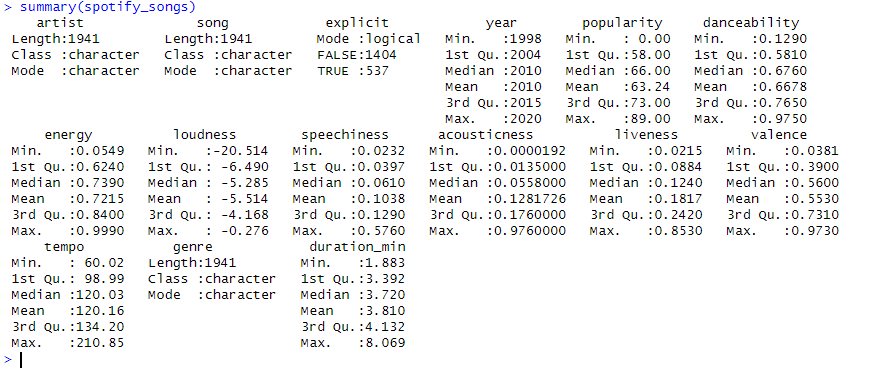 > summary(spotify_songs)
artist song explicit year popularity danceability
Length:1941 Length:1941 Mode :logical Min. :1998 Min. : 0.00 Min. :0.1290
Class :character Class :character FALSE:1404 1st Qu.:2004 1st Qu.:58.00 1st Qu.:0.5810
Mode :character Mode :character TRUE :537 Median :2010 Median :66.00 Median :0.6760
Mean :2010 Mean :63.24 Mean :0.6678
3rd Qu.:2015 3rd Qu.:73.00 3rd Qu.:0.7650
Max. :2020 Max. :89.00 Max. :0.9750
energy loudness speechiness acousticness liveness valence
Min. :0.0549 Min. :-20.514 Min. :0.0232 Min. :0.0000192 Min. :0.0215 Min. :0.0381
1st Qu.:0.6240 1st Qu.: -6.490 1st Qu.:0.0397 1st Qu.:0.0135000 1st Qu.:0.0884 1st Qu.:0.3900
Median :0.7390 Median : -5.285 Median :0.0610 Median :0.0558000 Median :0.1240 Median :0.5600
Mean :0.7215 Mean : -5.514 Mean :0.1038 Mean :0.1281726 Mean :0.1817 Mean :0.5530
3rd Qu.:0.8400 3rd Qu.: -4.168 3rd Qu.:0.1290 3rd Qu.:0.1760000 3rd Qu.:0.2420 3rd Qu.:0.7310
Max. :0.9990 Max. : -0.276 Max. :0.5760 Max. :0.9760000 Max. :0.8530 Max. :0.9730
tempo genre duration_min
Min. : 60.02 Length:1941 Min. :1.883
1st Qu.: 98.99 Class :character 1st Qu.:3.392
Median :120.03 Mode :character Median :3.720
Mean :120.16 Mean :3.810
3rd Qu.:134.20 3rd Qu.:4.132
Max. :210.85 Max. :8.069
>